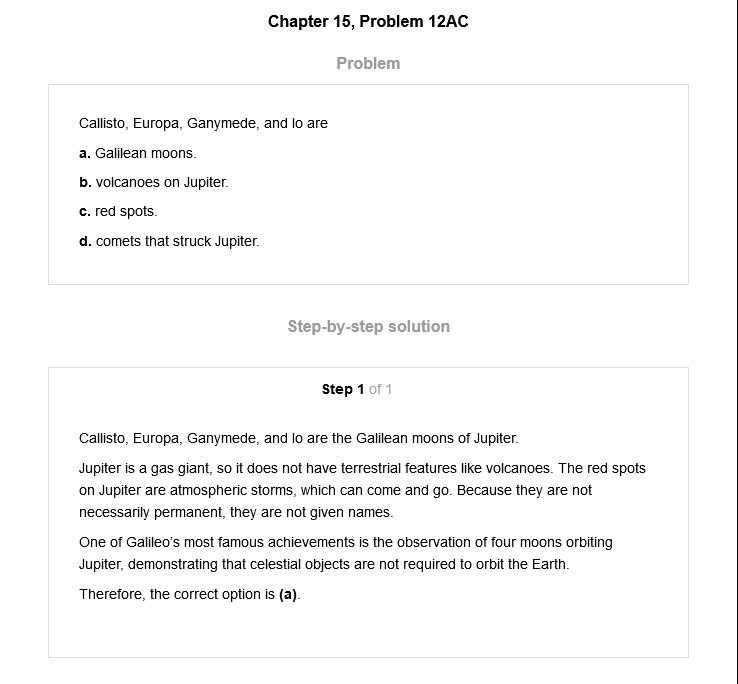 Chapter 15, Problem 12AC
Problem
Callisto, Europa, Ganymede, and Io are
a. Galilean moons.
b. volcanoes on Jupiter.
c. red spots.
d. comets that struck Jupiter.
Step-by-step solution
Step 1 of 1
Callisto, Europa, Ganymede, and Io are the Galilean moons of Jupiter.
Jupiter is a gas giant, so it does not have terrestrial features like volcanoes. The red spots
on Jupiter are atmospheric storms, which can come and go. Because they are not
necessarily permanent, they are not given names.
One of Galileo's most famous achievements is the observation of four moons orbiting
Jupiter, demonstrating that celestial objects are not required to orbit the Earth.
Therefore, the correct option is (a).